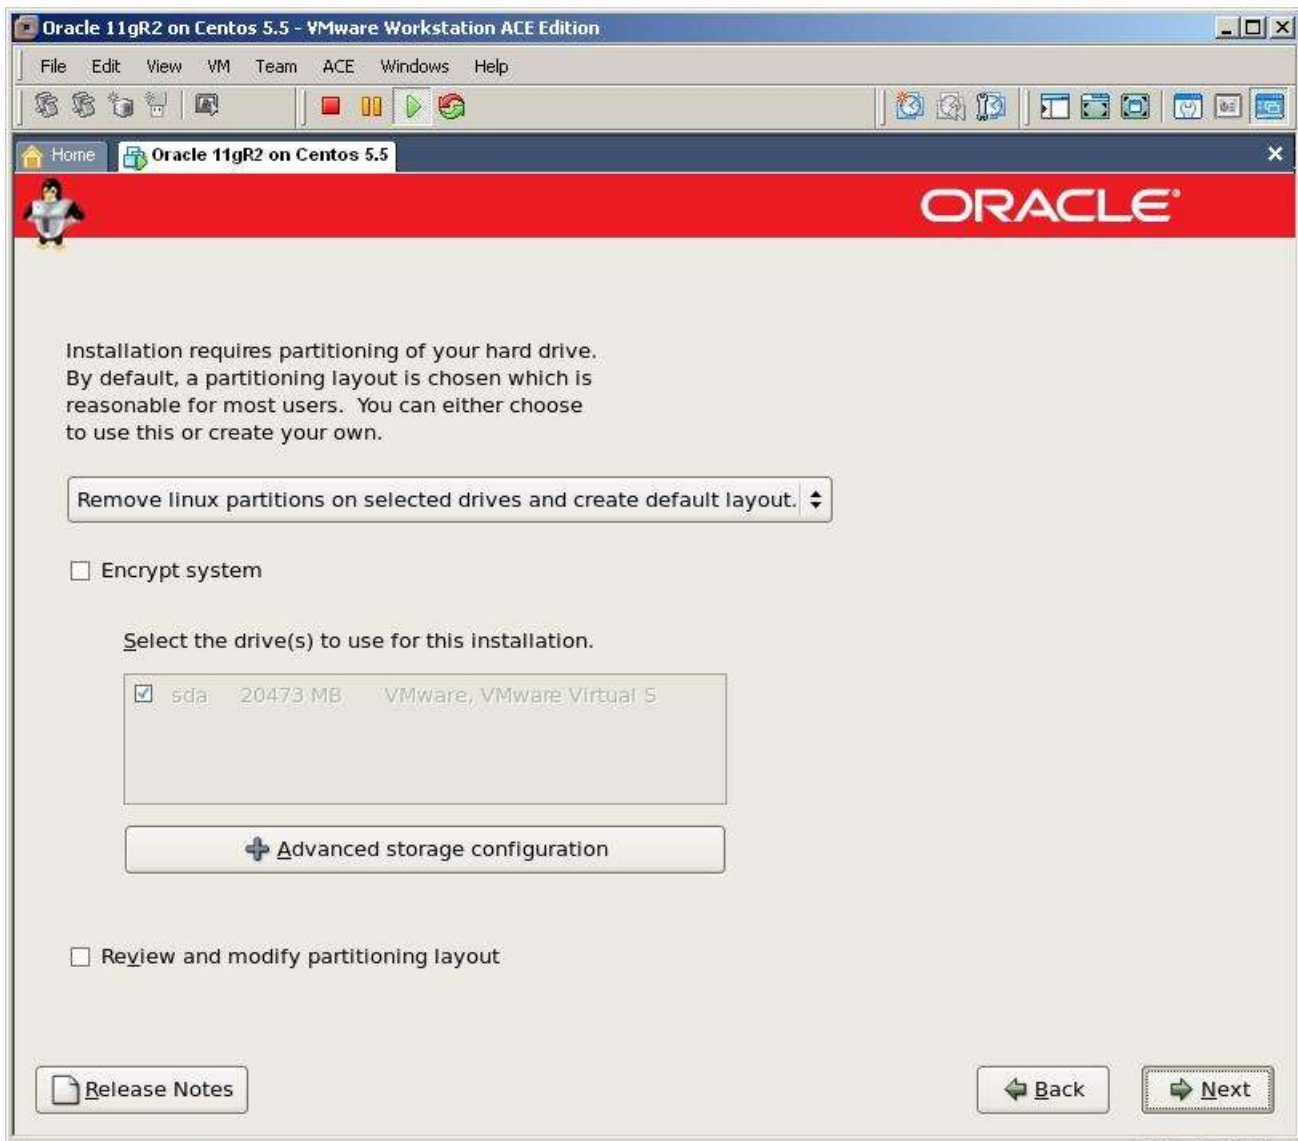 Oracle 11gR2 on Centos 5.5 - VMware Workstation ACE Edition
File Edit View VM Team ACE Windows Help
Home Oracle 11gR2 on Centos 5.5
ORACLE
Installation requires partitioning of your hard drive.
By default, a partitioning layout is chosen which is
reasonable for most users. You can either choose
to use this or create your own.
Remove linux partitions on selected drives and create default layout.
Encrypt system
Select the drive(s) to use for this installation.
sda 20473 MB VMware, VMware Virtual S
Advanced storage configuration
Review and modify partitioning layout
Release Notes Back Next